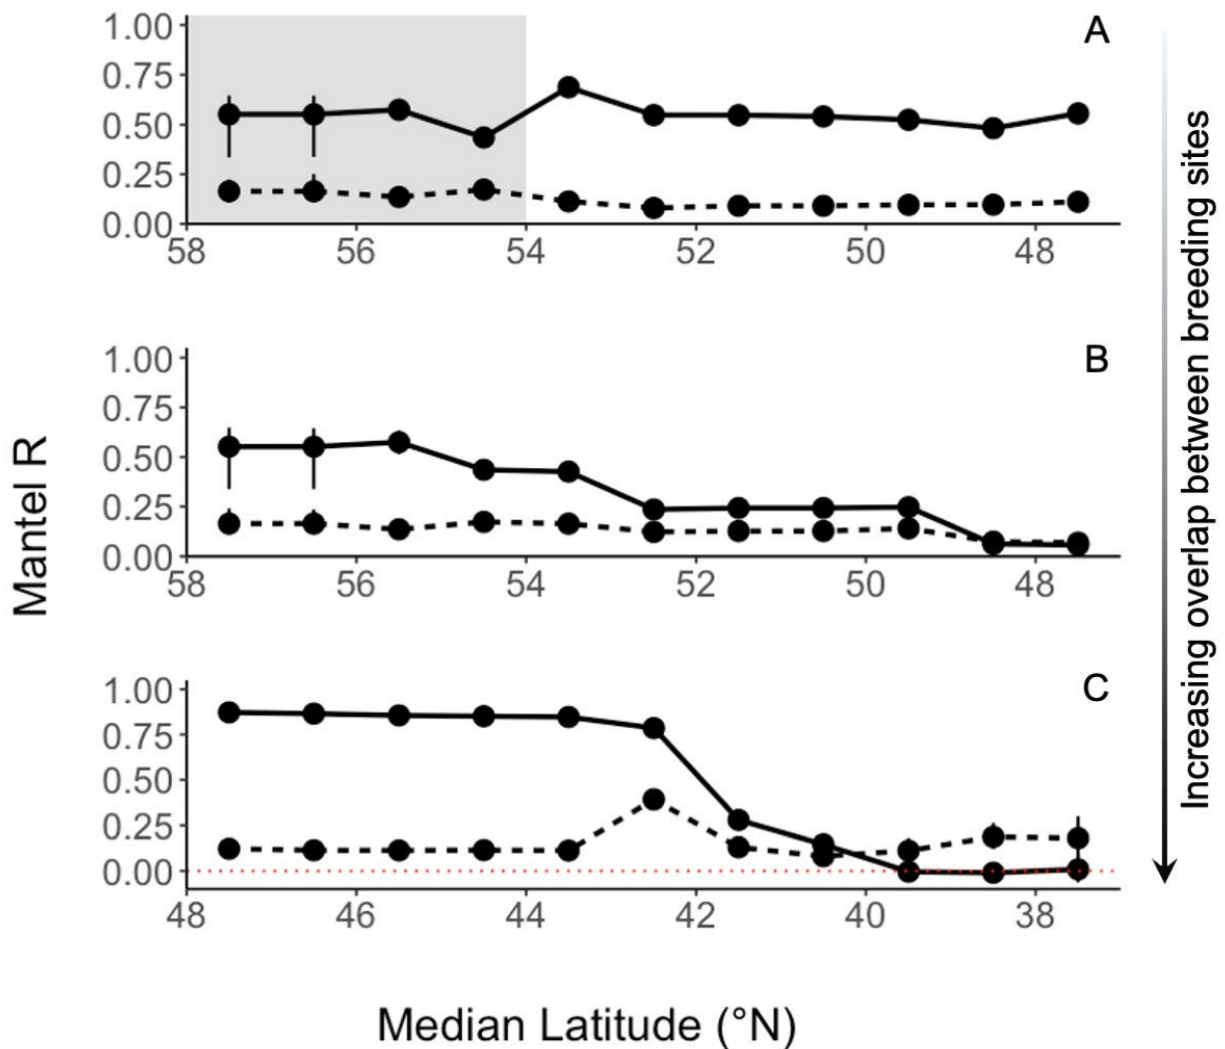 A
1.00
0.75
0.50
0.25
0.00
58 56 54 52 50 48
B
1.00
0.75
0.50
0.25
0.00
58 56 54 52 50 48
C
1.00
0.75
0.50
0.25
0.00
48 46 44 42 40 38
Mantel R
Median Latitude (°N)
Increasing overlap between breeding sites